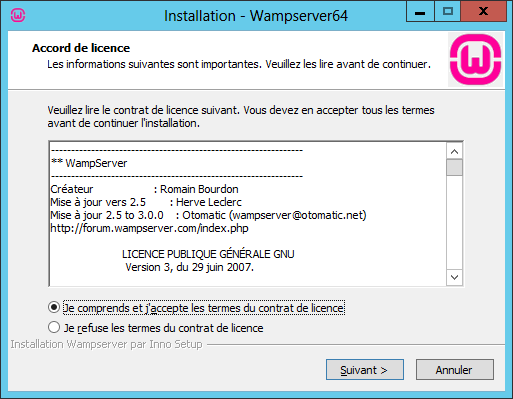 Installation - Wampserver64
Accord de licence
Les informations suivantes sont importantes. Veuillez les lire avant de continuer.
Veuillez lire le contrat de licence suivant. Vous devez en accepter tous les termes
avant de continuer l'installation.
------------------------------------------------------------
** WampServer
------------------------------------------------------------
Créateur : Romain Bourdon
Mise à jour vers 2.5 : Herve Leclerc
Mise à jour 2.5 to 3.0.0 : Otomatic (wampserver@otomatic.net)
http://forum.wampserver.com/index.php
LICENCE PUBLIQUE GÉNÉRALE GNU
Version 3, du 29 juin 2007.
Je comprends et j'accepte les termes du contrat de licence
Je refuse les termes du contrat de licence
Installation Wampserver par Inno Setup
Suivant > Annuler